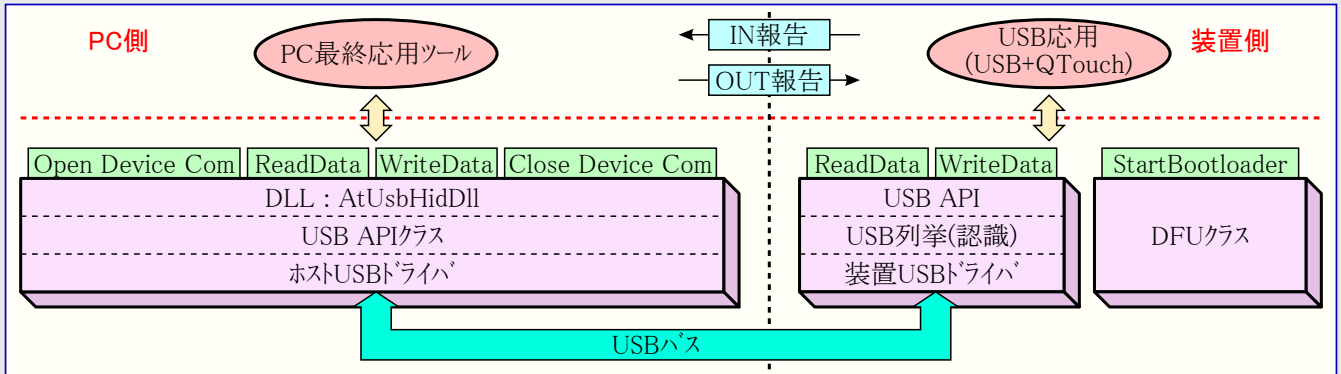 PC側
PC最終応用ツール
IN報告
OUT報告
USB応用
(USB+QTouch)
装置側
Open Device Com
ReadData
WriteData
Close Device Com
DLL : AtUsbHidDll
USB APIクラス
ホストUSBドライバ
ReadData
WriteData
USB API
USB列挙(認識)
装置USBドライバ
StartBootloader
DFUクラス
USBバス